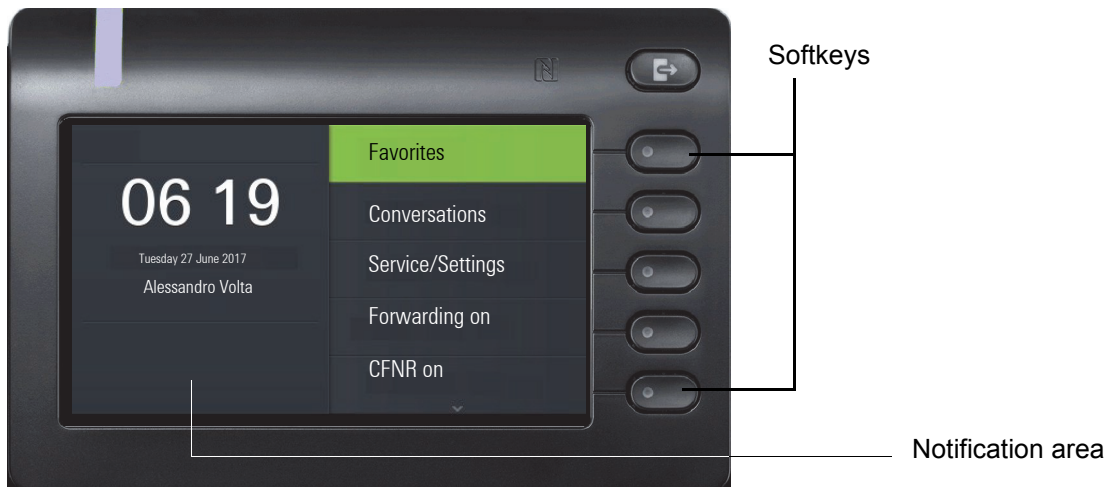 Softkeys
06 19
Tuesday 27 June 2017
Alessandro Volta
Favorites
Conversations
Service/Settings
Forwarding on
CFNR on
Notification area